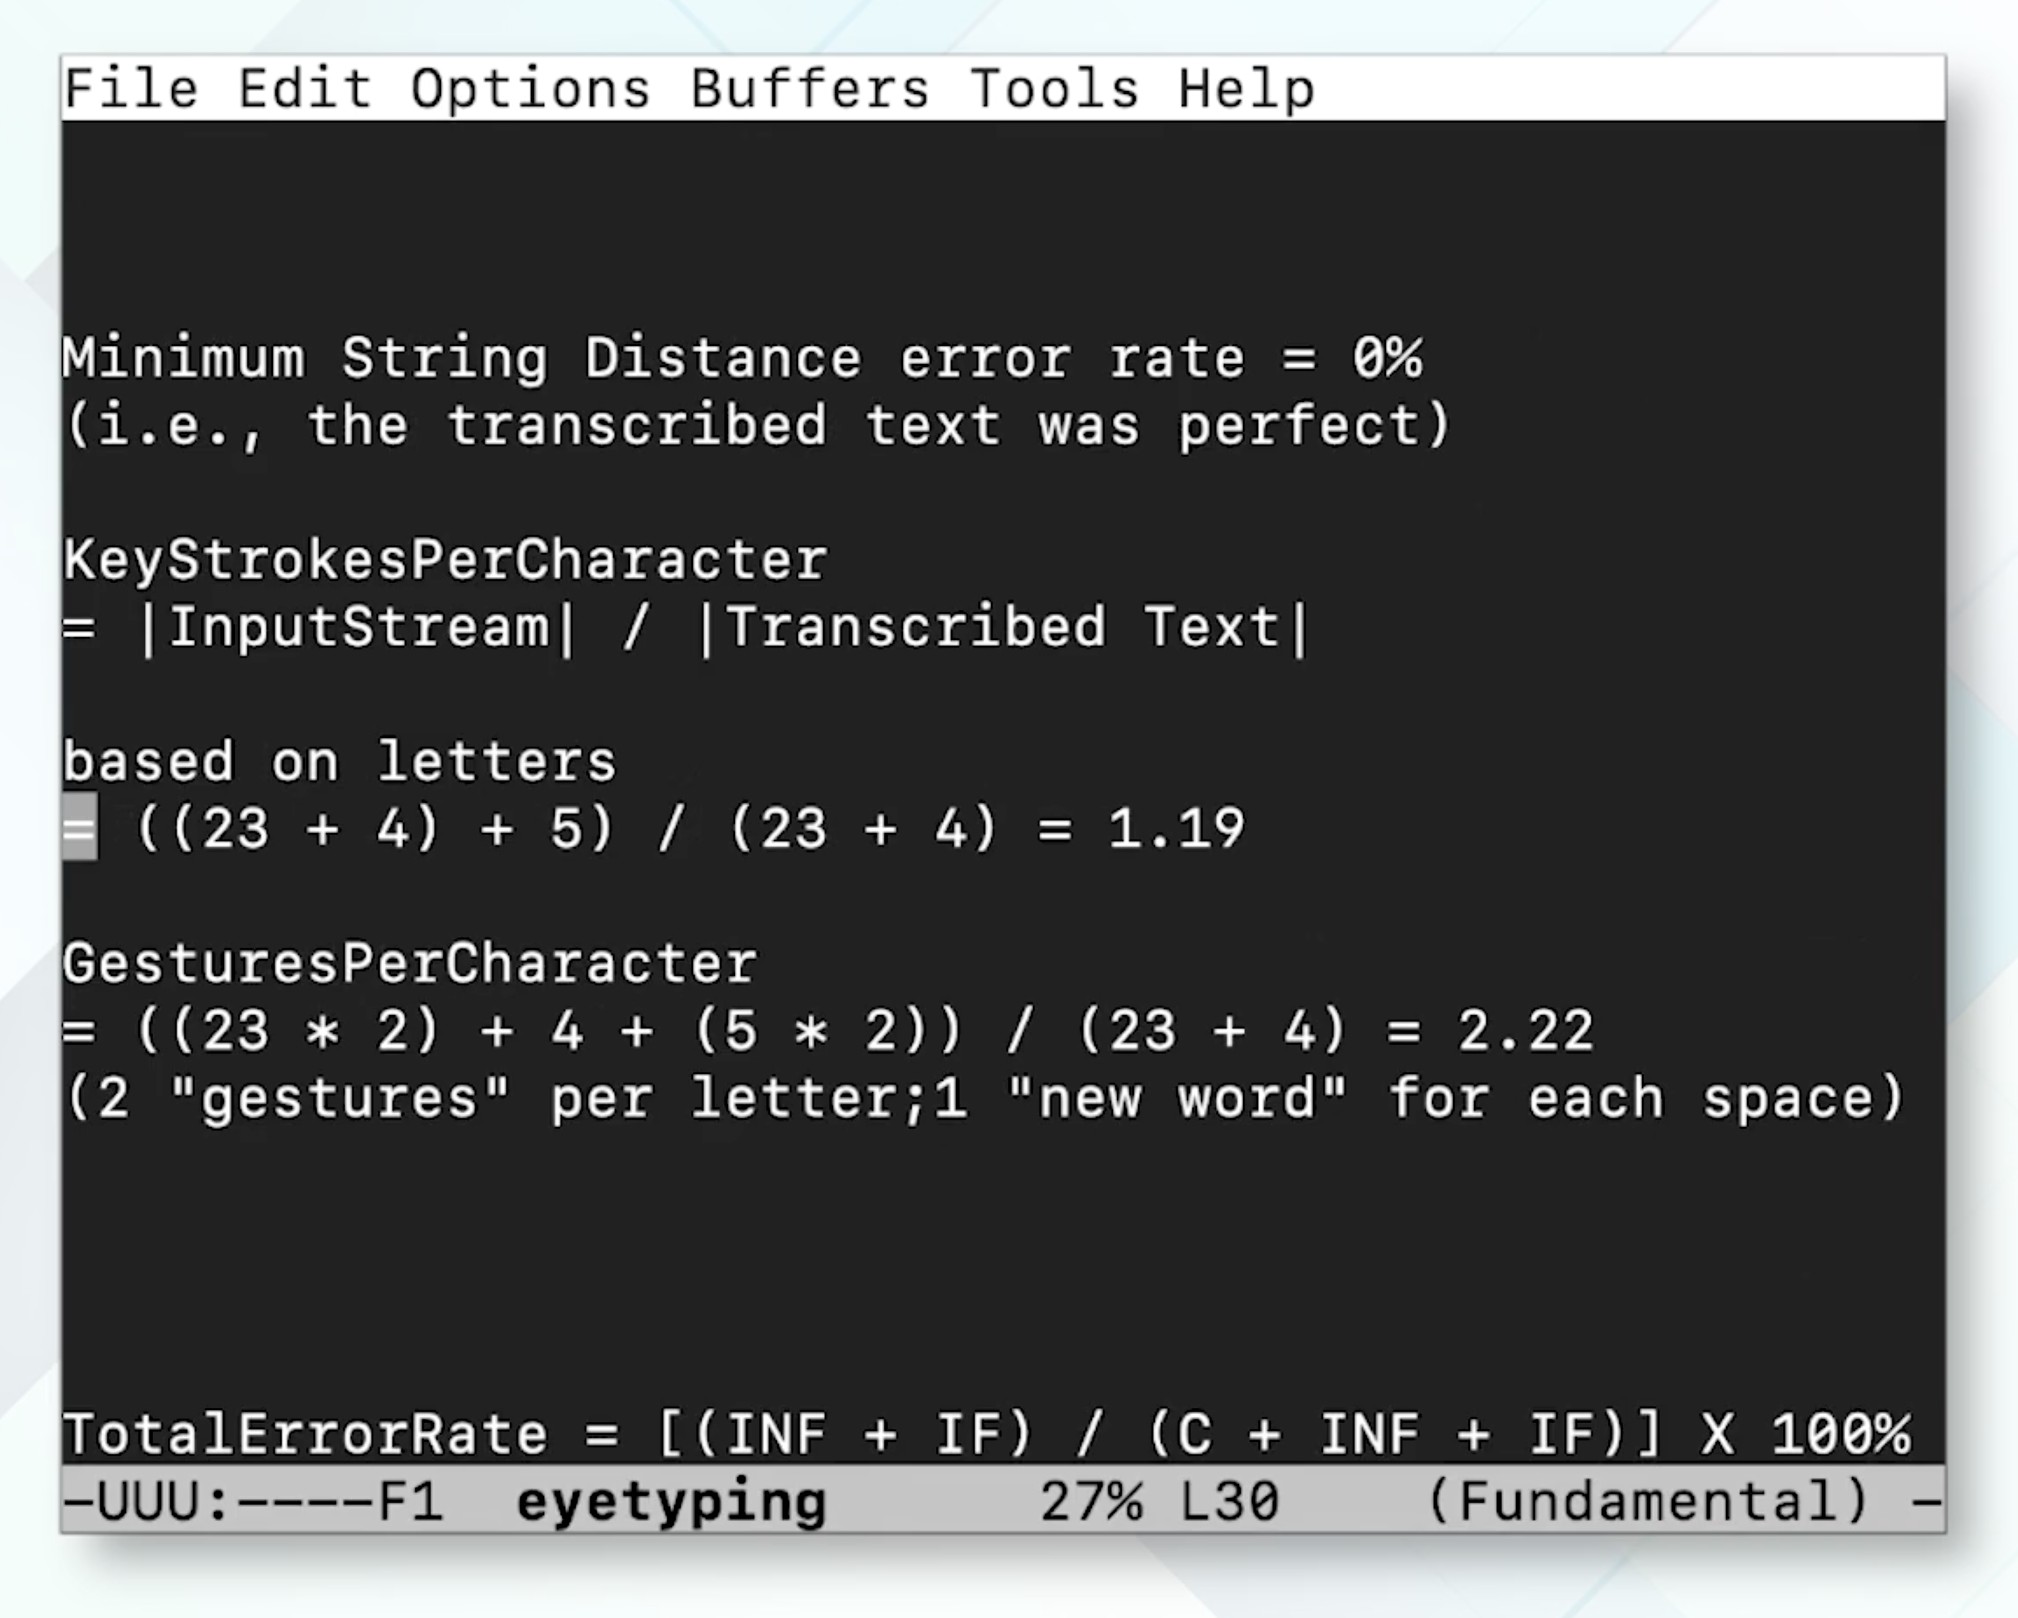 File Edit Options Buffers Tools Help
Minimum String Distance error rate = 0%
(i.e., the transcribed text was perfect)
KeyStrokesPerCharacter
= |InputStream| / |Transcribed Text|
based on letters
= ((23 + 4) + 5) / (23 + 4) = 1.19
GesturesPerCharacter
= ((23 * 2) + 4 + (5 * 2)) / (23 + 4) = 2.22
(2 "gestures" per letter;1 "new word" for each space)
TotalErrorRate = [(INF + IF) / (C + INF + IF)] X 100%
-UUU:----F1 eyetyping 27% L30 (Fundamental) -